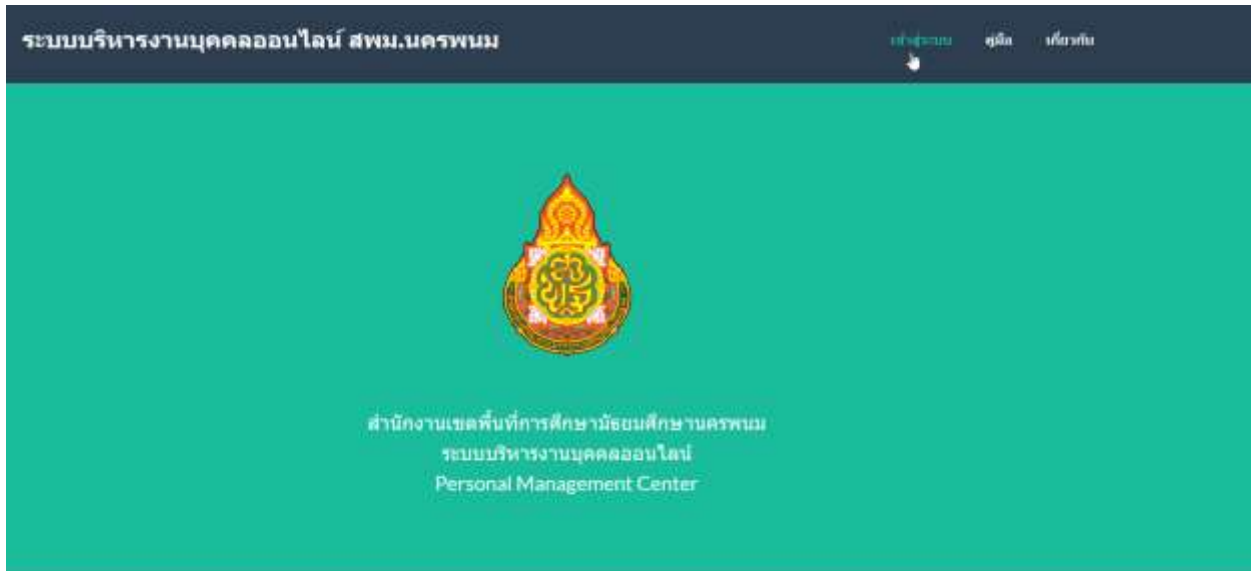 ระบบบริหารงานบุคคลออนไลน์ สพม.นครพนม
เข้าสู่ระบบ คู่มือ เกี่ยวกับ
สำนักงานเขตพื้นที่การศึกษามัธยมศึกษานครพนม
ระบบบริหารงานบุคคลออนไลน์
Personal Management Center